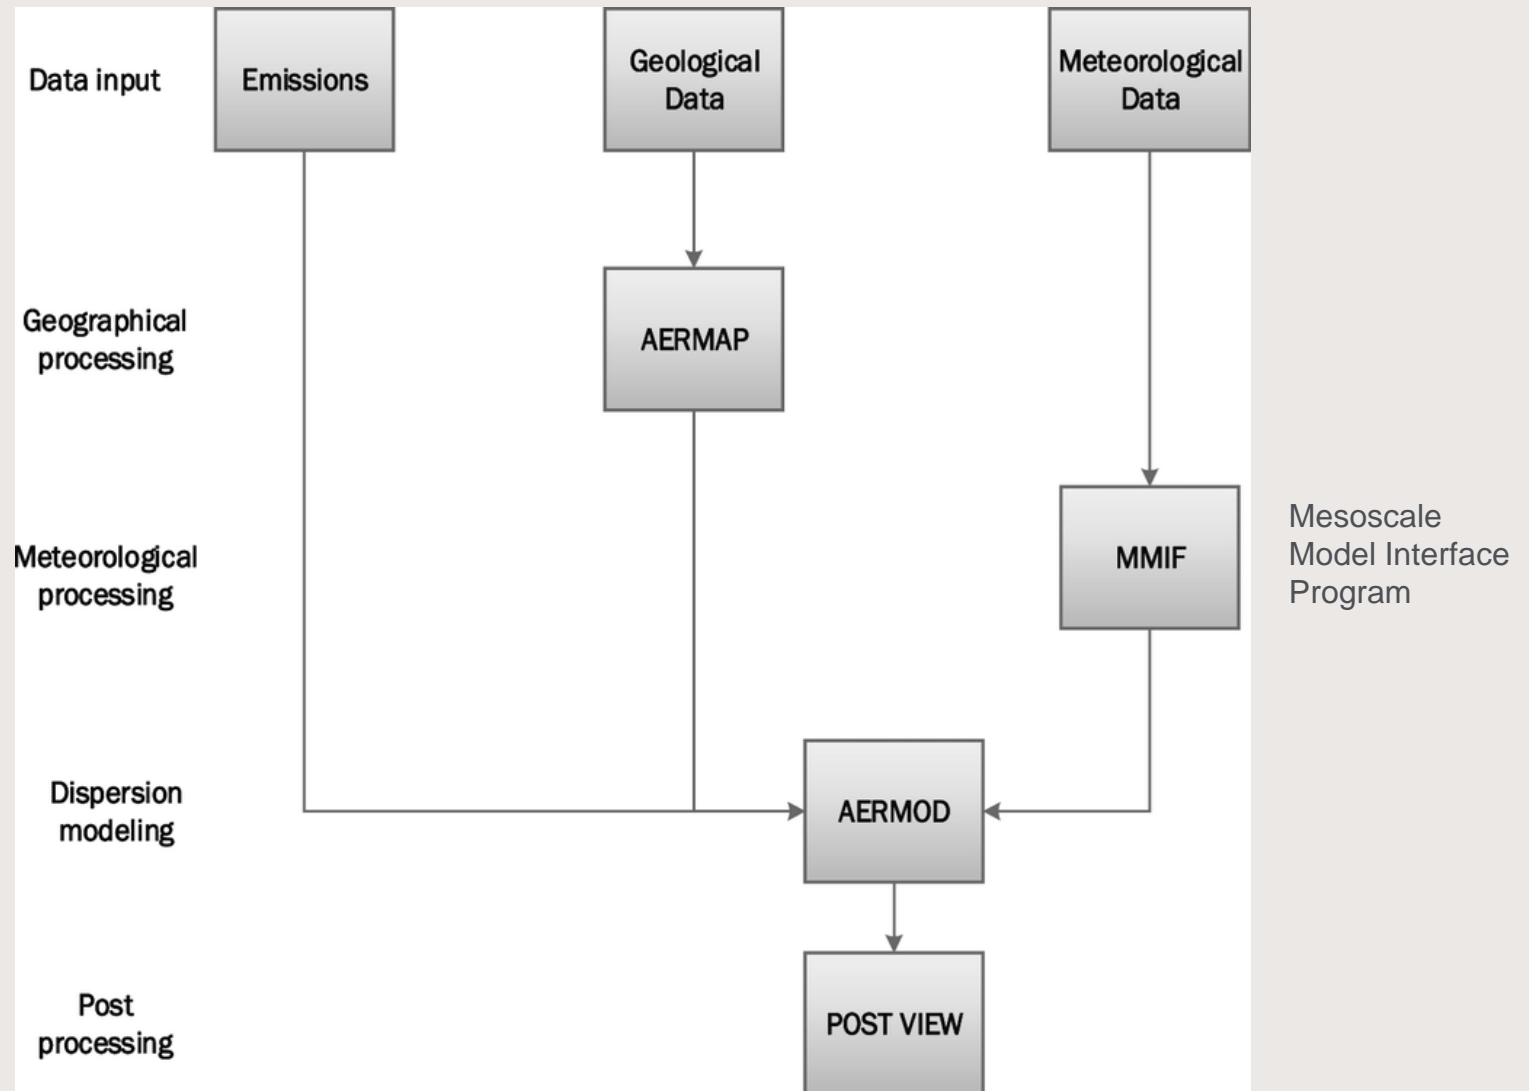 Data input
Emissions
Geological
Data
Meteorological
Data
Geographical
processing
AERMAP
Meteorological
processing
MMIF
Mesoscale
Model Interface
Program
Dispersion
modeling
AERMOD
Post
processing
POST VIEW